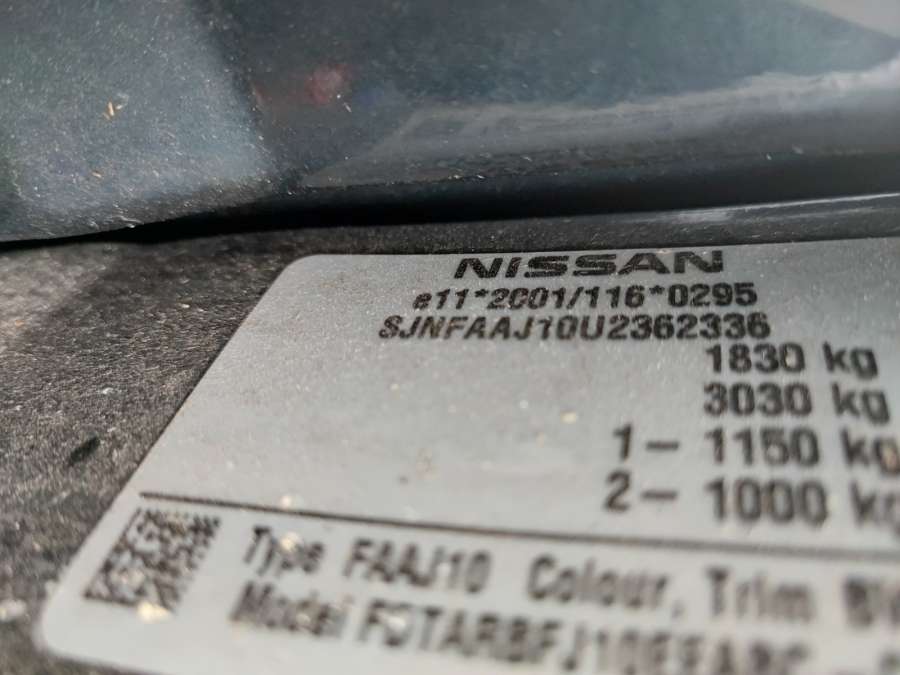 NISSAN
e11*2001/116*0295
SJNFAAJ10U2362336
1830 kg
3030 kg
1- 1150 kg
2- 1000 kg
Type FAAJ10 Colour, Trim
Model